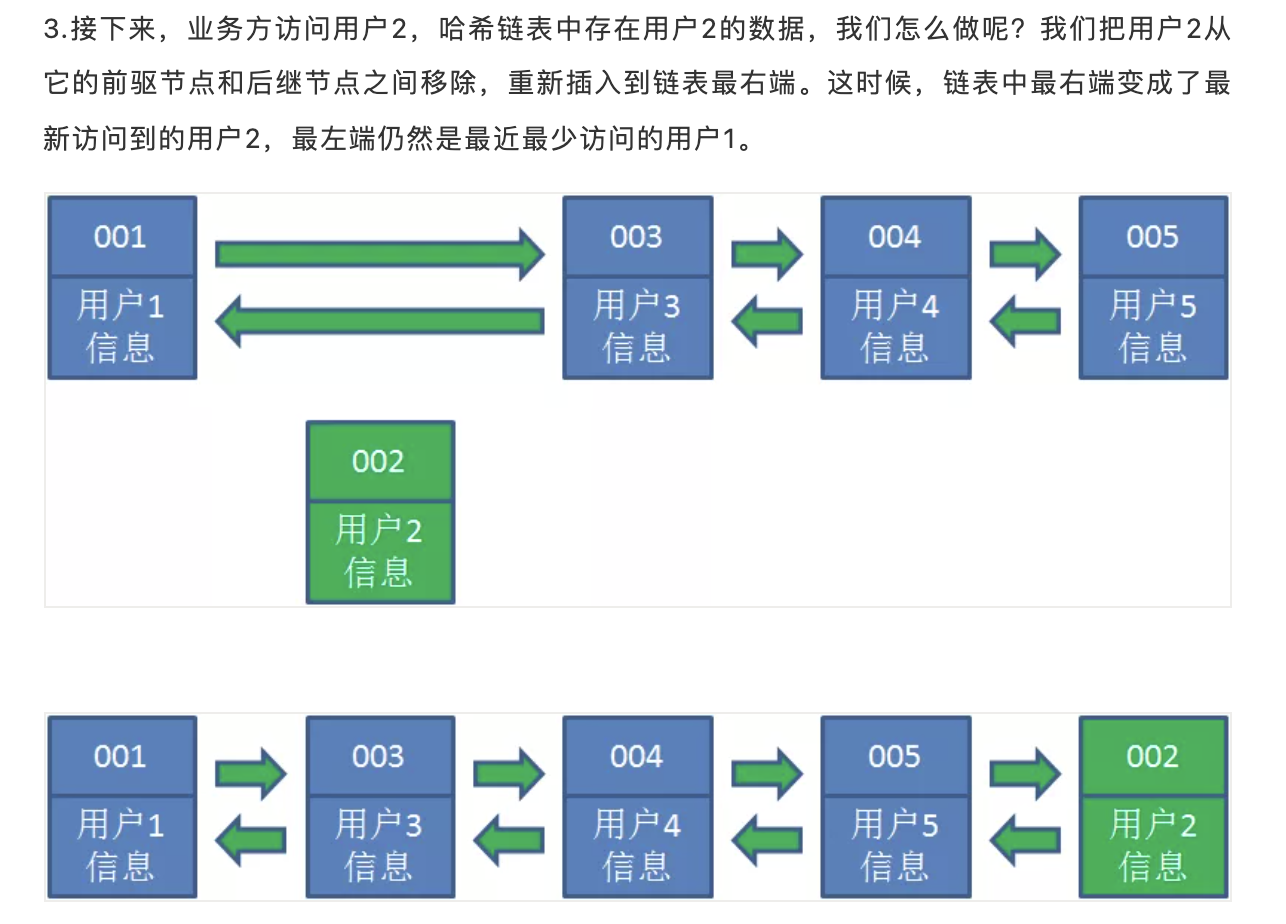 3.接下来，业务方访问用户2，哈希链表中存在用户2的数据，我们怎么做呢？我们把用户2从
它的前驱节点和后继节点之间移除，重新插入到链表最右端。这时候，链表中最右端变成了最
新访问到的用户2，最左端仍然是最近最少访问的用户1。
001 003 004 005
用户1 用户3 用户4 用户5
信息 信息 信息 信息
002
用户2
信息
001 003 004 005 002
用户1 用户3 用户4 用户5 用户2
信息 信息 信息 信息 信息